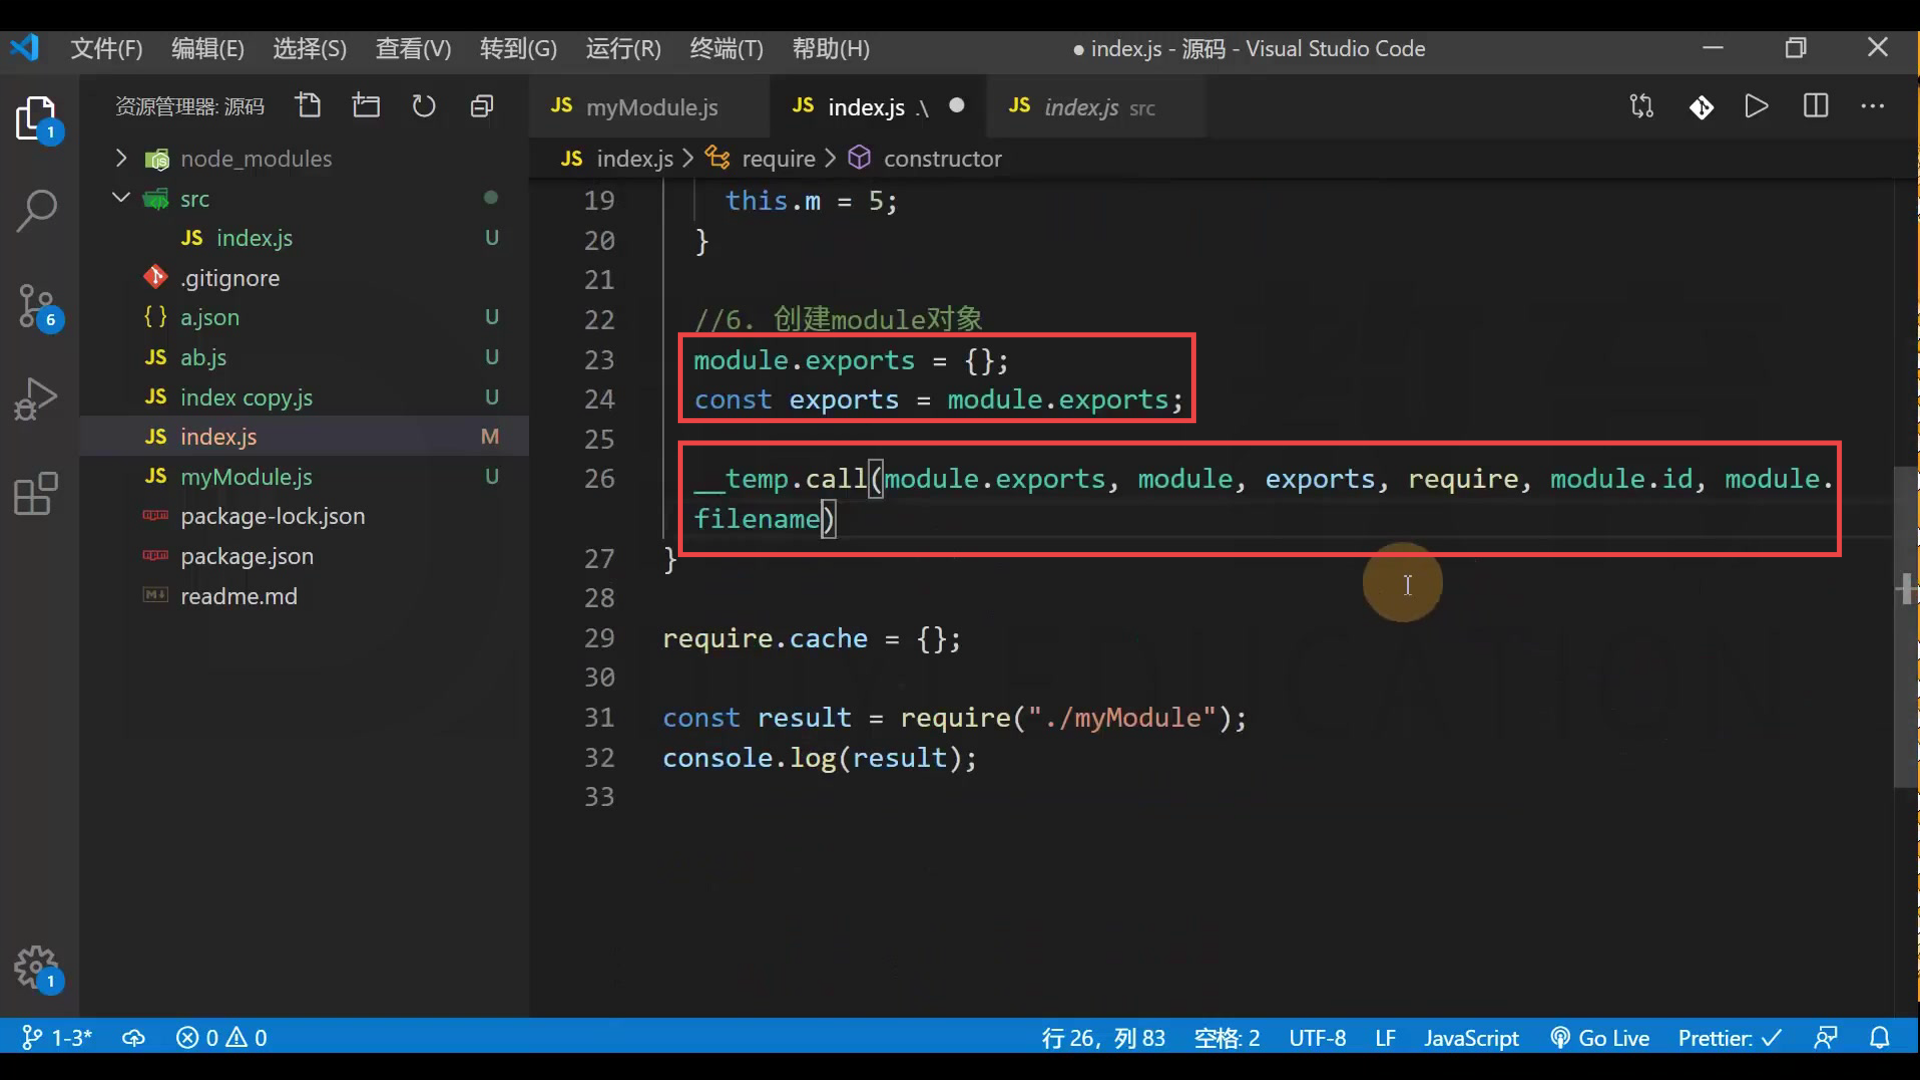 文件(F) 编辑(E) 选择(S) 查看(V) 转到(G) 运行(R) 终端(T) 帮助(H) ● index.js - 源码 - Visual Studio Code
资源管理器: 源码
JS myModule.js JS index.js .\ JS index.js src
JS index.js > require > constructor
node_modules
src
JS index.js U
.gitignore
{ } a.json U
JS ab.js U
JS index copy.js U
JS index.js M
JS myModule.js U
package-lock.json
package.json
readme.md
1
6
1
19 this.m = 5;
20 }
21
22 //6. 创建module对象
23 module.exports = {};
24 const exports = module.exports;
25
26 __temp.call(module.exports, module, exports, require, module.id, module.
filename)
27 }
28
29 require.cache = {};
30
31 const result = require("./myModule");
32 console.log(result);
33
1-3* 0 0 行 26，列 83 空格: 2 UTF-8 LF JavaScript Go Live Prettier: ✓